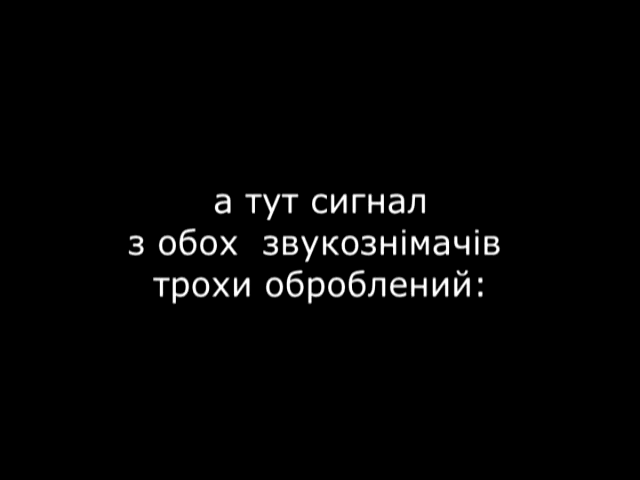 а тут сигнал
з обох  звукознімачів
трохи оброблений: